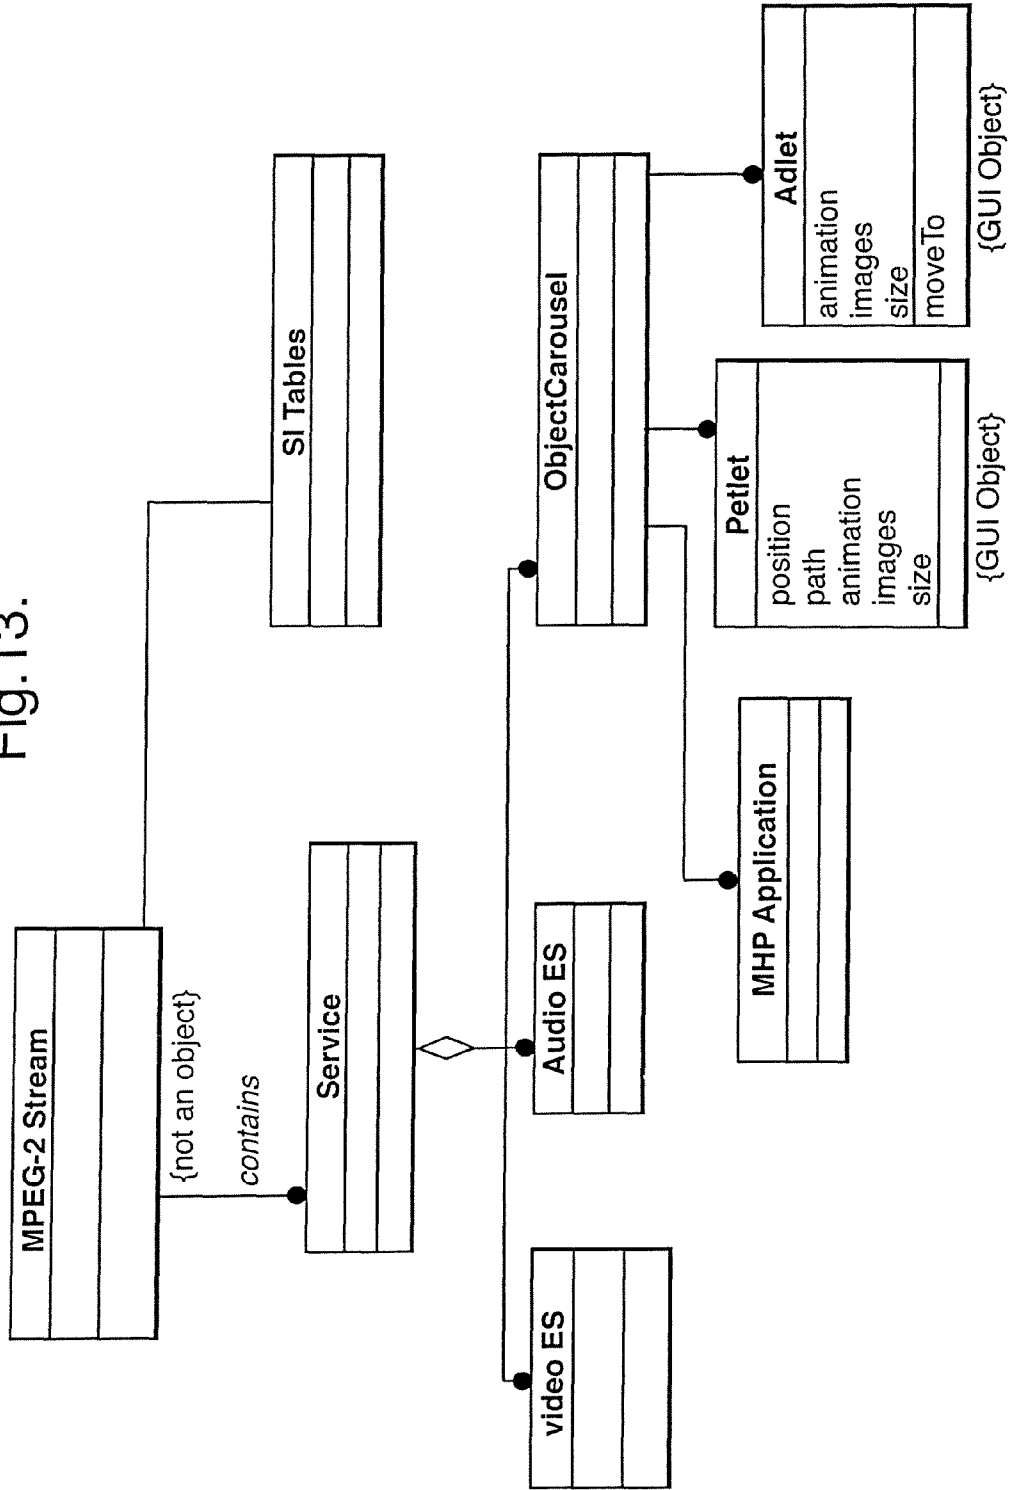 Fig.13.
MPEG-2 Stream
{not an object}
contains
SI Tables
Service
video ES
Audio ES
ObjectCarousel
MHP Application
Petlet
position
path
animation
images
size
{GUI Object}
Adlet
animation
images
size
moveTo
{GUI Object}